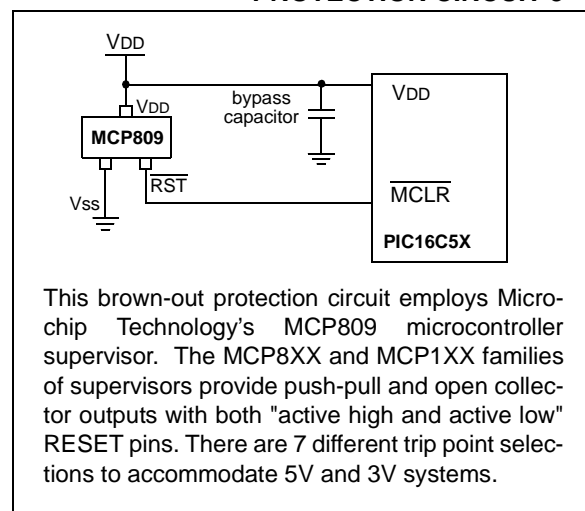 VDD
VDD
bypass
capacitor
VDD
MCP809
RST
Vss
MCLR
PIC16C5X
This brown-out protection circuit employs Micro-
chip Technology's MCP809 microcontroller
supervisor. The MCP8XX and MCP1XX families
of supervisors provide push-pull and open collec-
tor outputs with both "active high and active low"
RESET pins. There are 7 different trip point selec-
tions to accommodate 5V and 3V systems.